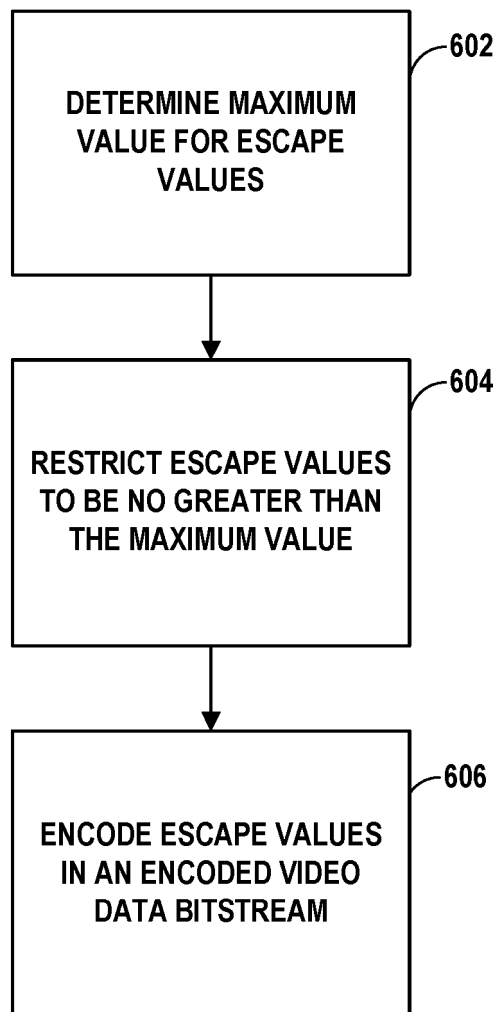 602
DETERMINE MAXIMUM
VALUE FOR ESCAPE
VALUES
604
RESTRICT ESCAPE VALUES
TO BE NO GREATER THAN
THE MAXIMUM VALUE
606
ENCODE ESCAPE VALUES
IN AN ENCODED VIDEO
DATA BITSTREAM